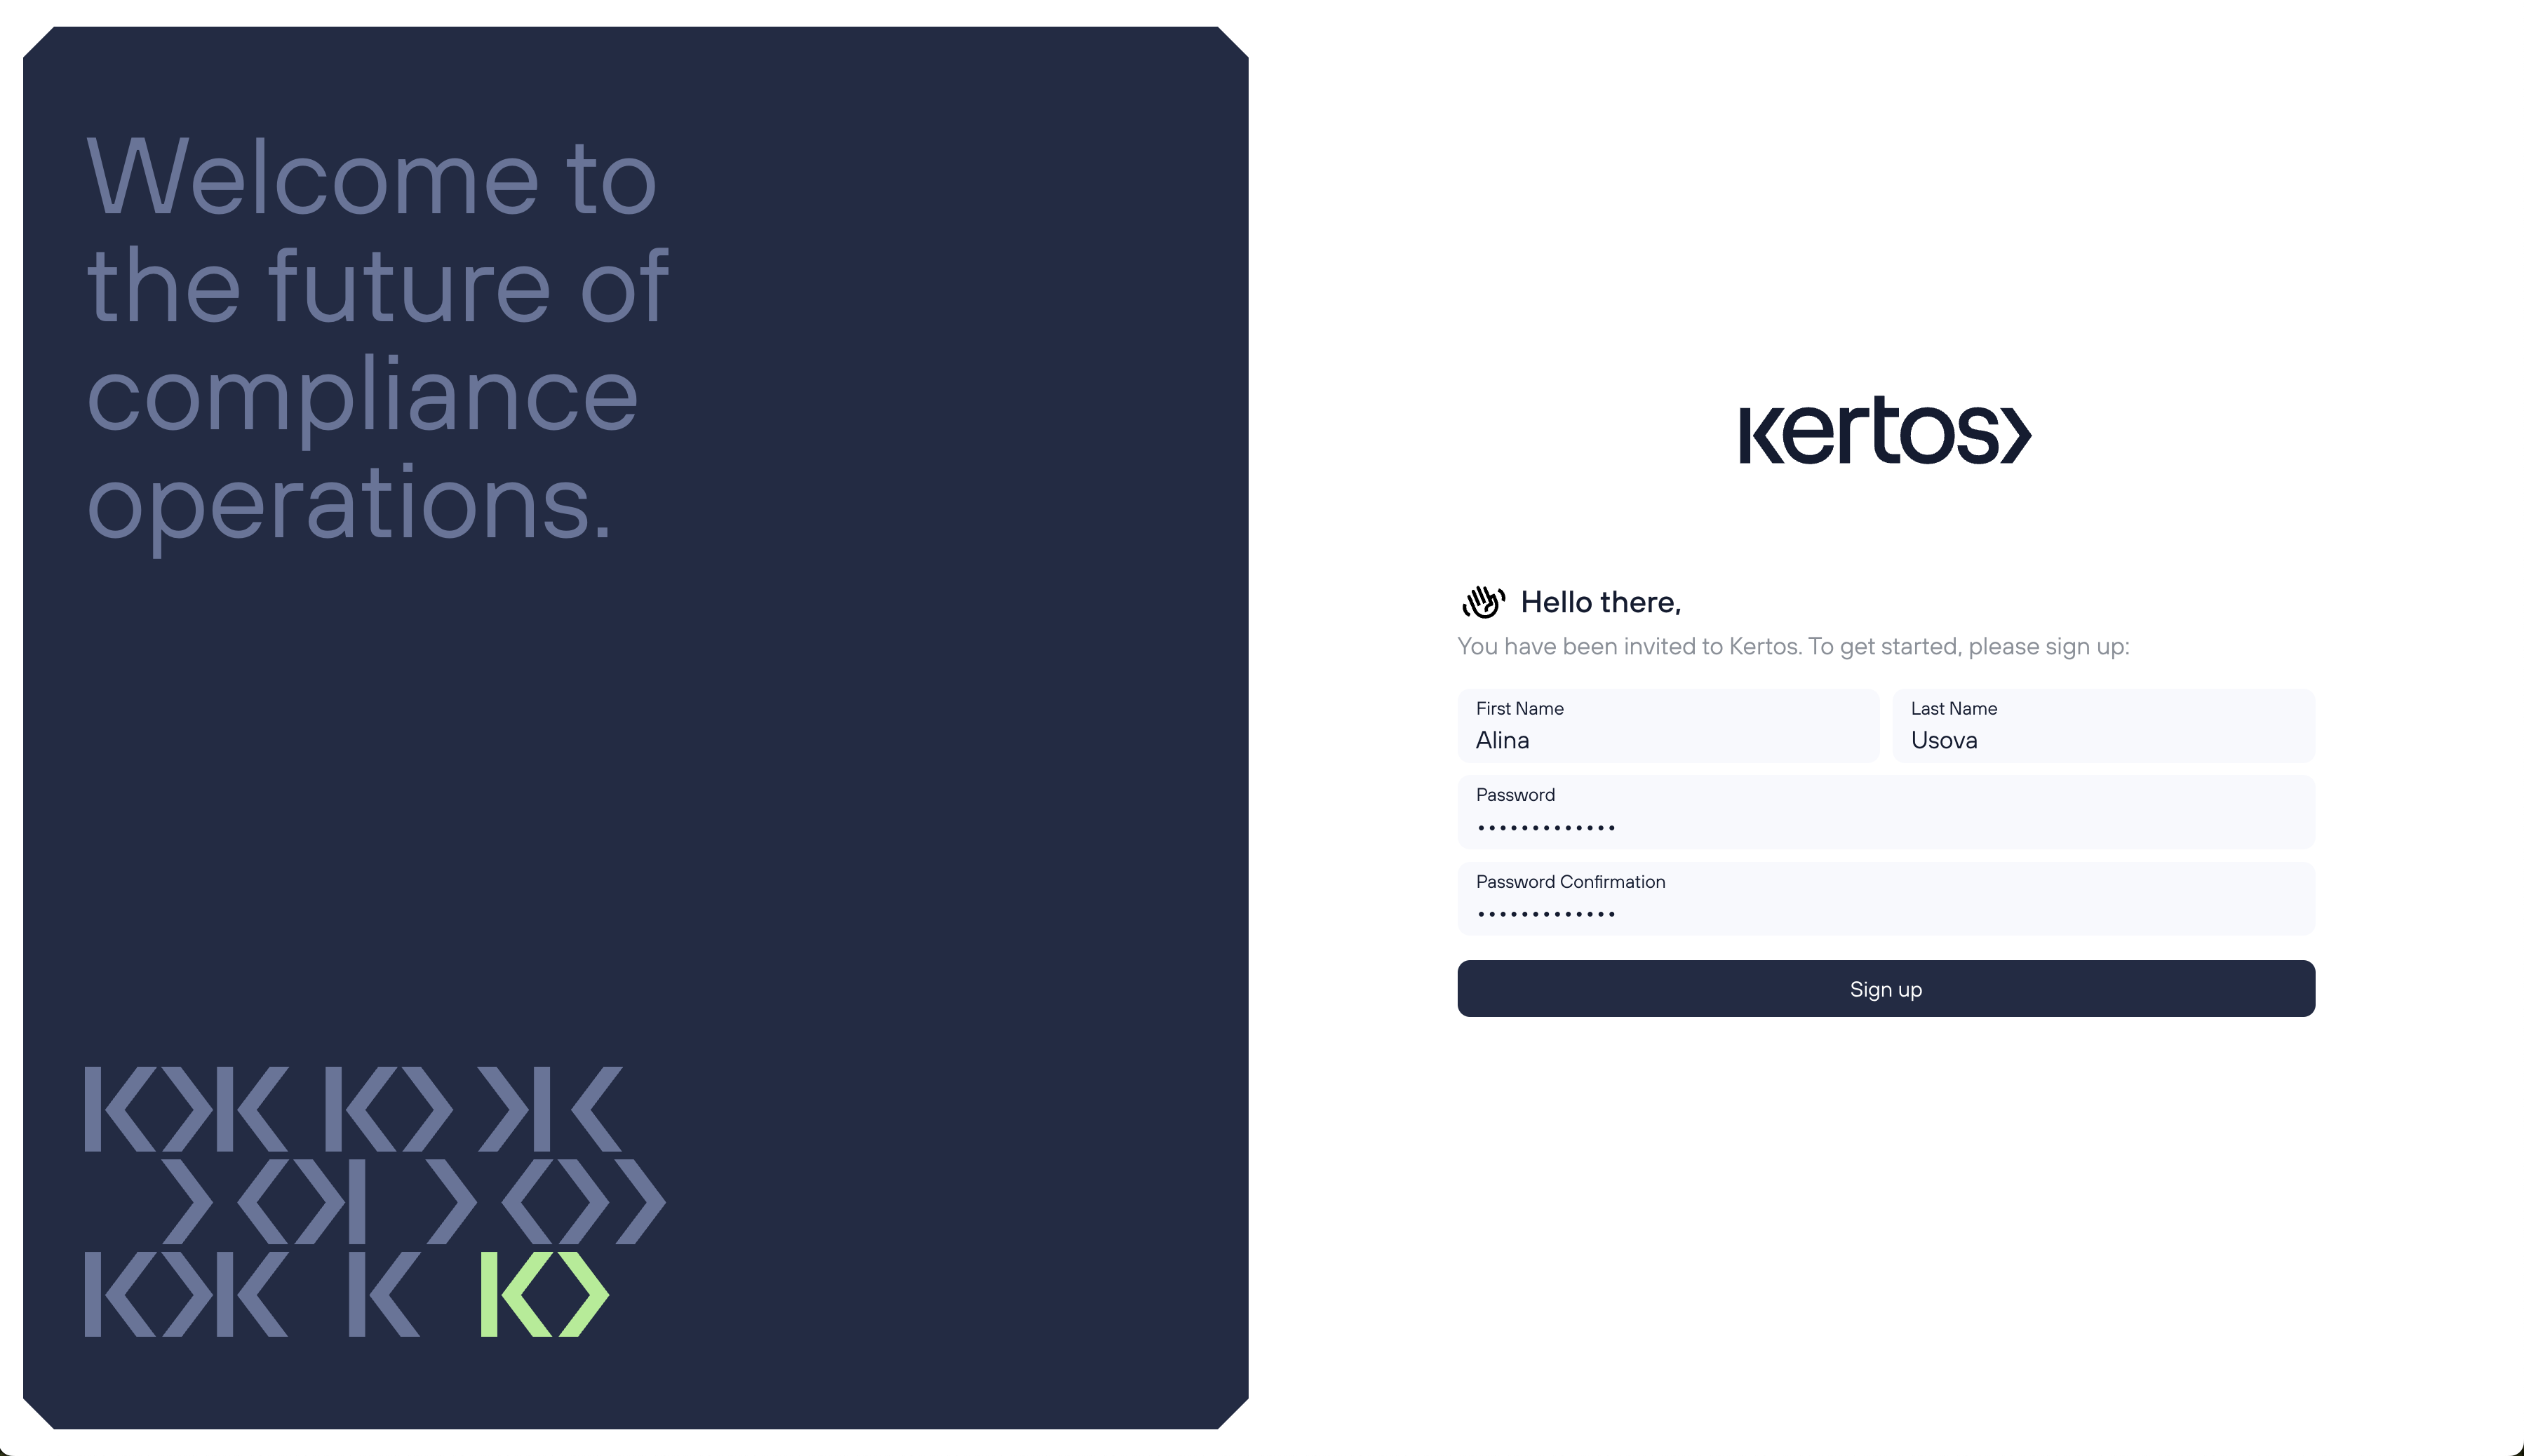 Welcome to
the future of
compliance
operations.
kertos
Hello there,
You have been invited to Kertos. To get started, please sign up:
First Name
Alina
Last Name
Usova
Password
•••••••••••••
Password Confirmation
•••••••••••••
Sign up